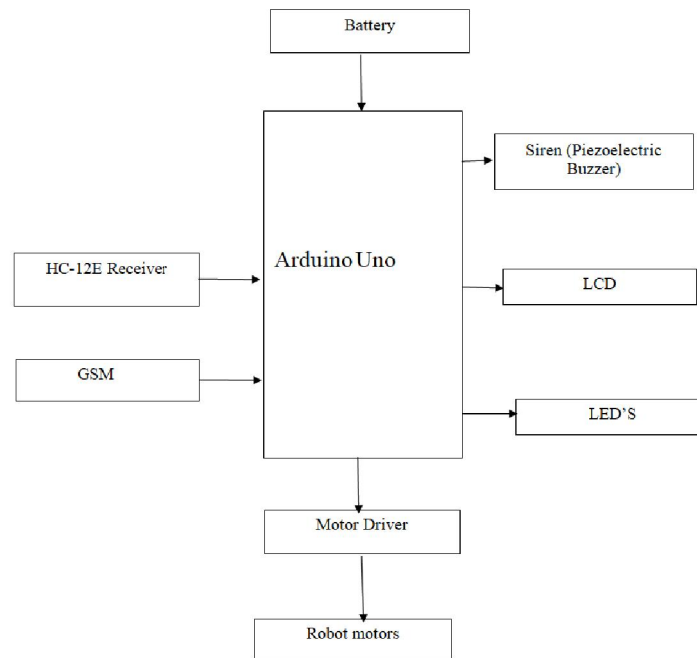 Battery
Siren (Piezoelectric
Buzzer)
Arduino Uno
HC-12E Receiver
LCD
GSM
LED’S
Motor Driver
Robot motors